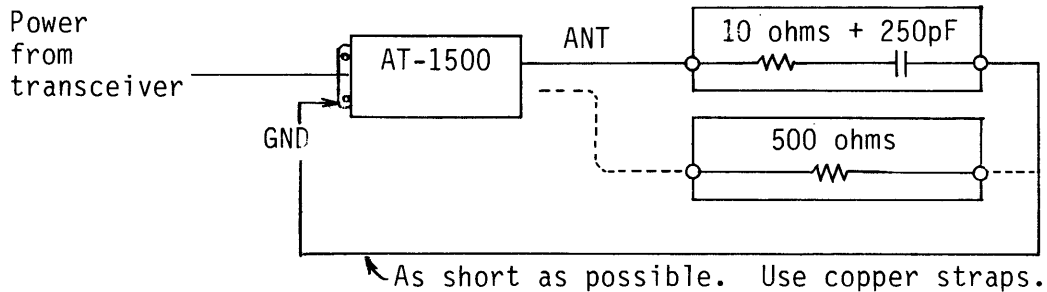 Power
from
transceiver
AT-1500
ANT
10 ohms + 250pF
500 ohms
GND
As short as possible. Use copper straps.